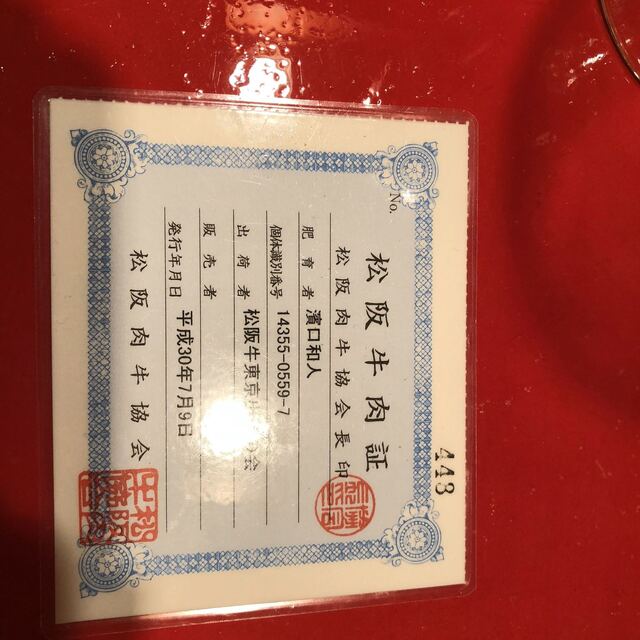 443
No.
松阪牛肉証
松阪肉牛協会長印
肥育者 濱口和人
個体識別番号 14355-0559-7
出荷者 松阪牛東京 会
販売者
発行年月日 平成30年7月9日
松阪肉牛協会